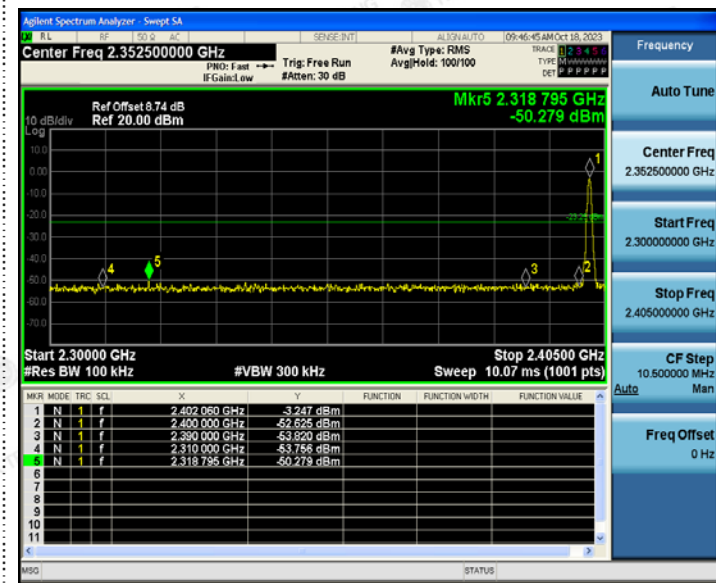 Agilent Spectrum Analyzer - Swept SA
RL RF 50 Ω AC SENSE:INT ALIGN AUTO 09:46:45 AM Oct 18, 2023
Center Freq 2.352500000 GHz
#Avg Type: RMS
TRACE 1 2 3 4 5 6
PNO: Fast Trig: Free Run Avg|Hold: 100/100 TYPE M
IFGain:Low #Atten: 30 dB DET P P P P P P
Mkr5 2.318 795 GHz
-50.279 dBm
Ref Offset 8.74 dB
10 dB/div Ref 20.00 dBm
Log
10.0
0.00
-10.0
-20.0
-30.0
-40.0
-50.0
-60.0
-70.0
1
2
3
4
5
Start 2.30000 GHz Stop 2.40500 GHz
#Res BW 100 kHz #VBW 300 kHz Sweep 10.07 ms (1001 pts)
MKR MODE TRC SCL X Y FUNCTION FUNCTION WIDTH FUNCTION VALUE
1 N 1 f 2.402 060 GHz -3.247 dBm
2 N 1 f 2.400 000 GHz -52.625 dBm
3 N 1 f 2.390 000 GHz -53.820 dBm
4 N 1 f 2.310 000 GHz -53.756 dBm
5 N 1 f 2.318 795 GHz -50.279 dBm
6
7
8
9
10
11
MSG STATUS
Frequency
Auto Tune
Center Freq
2.352500000 GHz
Start Freq
2.300000000 GHz
Stop Freq
2.405000000 GHz
CF Step
10.500000 MHz
Auto Man
Freq Offset
0 Hz